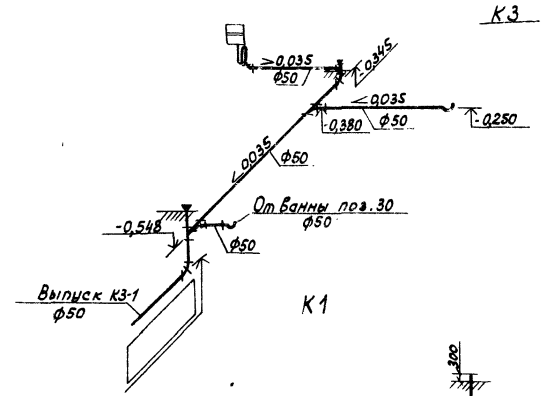 К3
>0,035
ф50
-0,345
<0,035
-0,380
ф50
-0,250
<0,035
ф50
От ванны поз.30
ф50
-0,548
ф50
Выпуск К3-1
ф50
К1
300